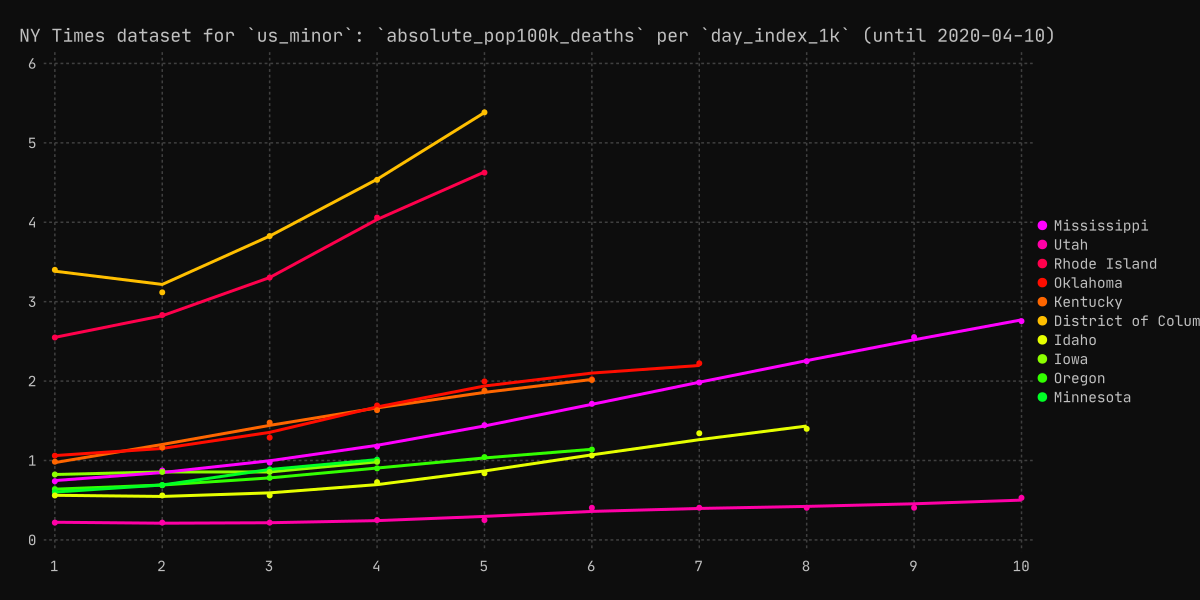 NY Times dataset for `us_minor`: `absolute_pop100k_deaths` per `day_index_1k` (until 2020-04-10)
6
5
4
3
2
1
0
1 2 3 4 5 6 7 8 9 10
Mississippi
Utah
Rhode Island
Oklahoma
Kentucky
District of Colum
Idaho
Iowa
Oregon
Minnesota